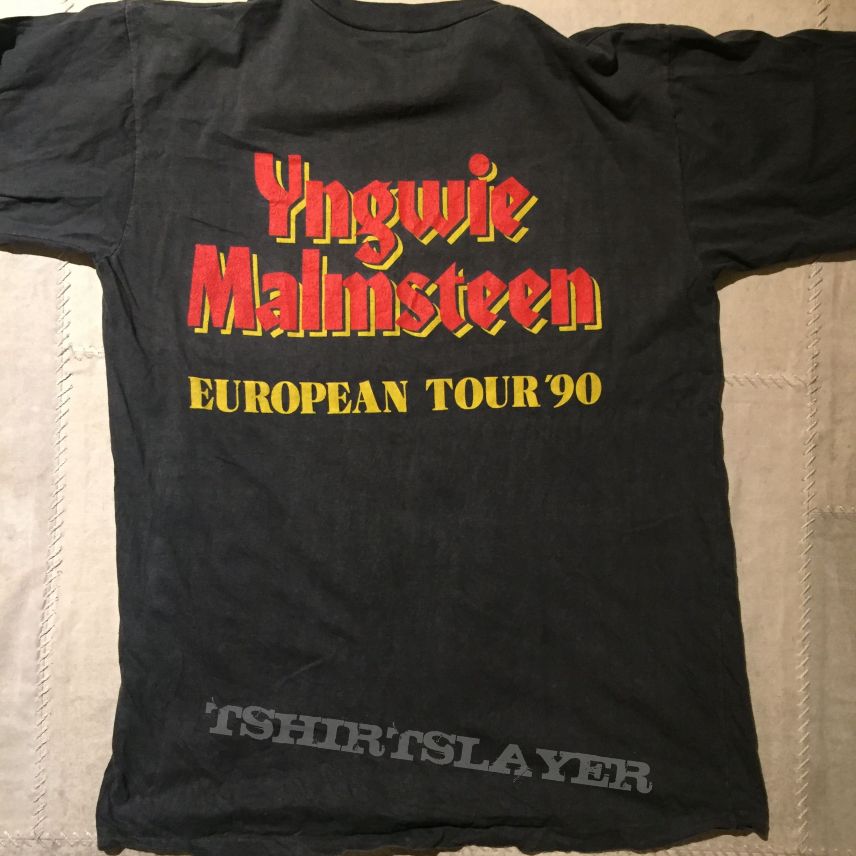 Yngwie
Malmsteen
EUROPEAN TOUR '90
TSHIRTSLAYER